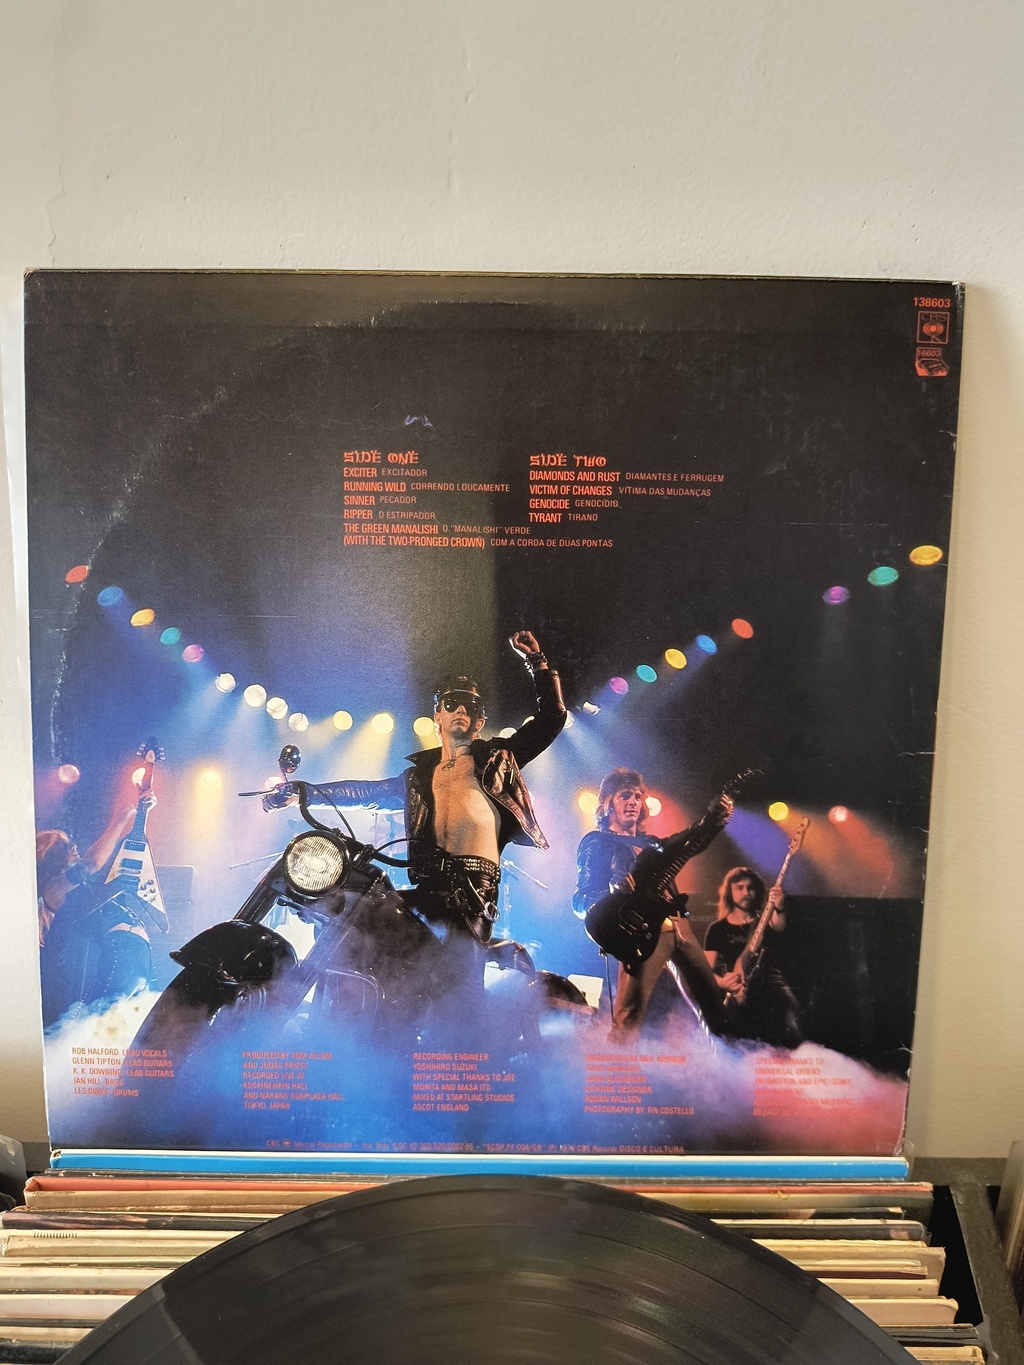 138603
CBS
16603
SIDE ONE
EXCITER EXCITADOR
RUNNING WILD CORRENDO LOUCAMENTE
SINNER PECADOR
RIPPER O ESTRIPADOR
THE GREEN MANALISHI O "MANALISHI" VERDE
(WITH THE TWO-PRONGED CROWN) COM A COROA DE DUAS PONTAS
SIDE TWO
DIAMONDS AND RUST DIAMANTES E FERRUGEM
VICTIM OF CHANGES VÍTIMA DAS MUDANÇAS
GENOCIDE GENOCÍDIO
TYRANT TIRANO
ROB HALFORD LEAD VOCALS
GLENN TIPTON LEAD GUITARS
K. K. DOWNING LEAD GUITARS
IAN HILL BASS
LES BINKS DRUMS
PRODUCED BY TOM ALLOM
AND JUDAS PRIEST
RECORDED LIVE AT
KOSEINENKIN HALL
AND NAKANO SUNPLAZA HALL
TOKYO JAPAN
RECORDING ENGINEER
YOSHIHIRO SUZUKI
WITH SPECIAL THANKS TO JOE
MORITA AND MASA ITO
MIXED AT STARTLING STUDIOS
ASCOT ENGLAND
DESIGNER
ROSAW WILLSON
PHOTOGRAPHY BY FIN COSTELLO
THANKS TO
UNIVERSAL ORIENT
PROMOTION AND EPIC/SONY
CBS
1979 CBS Records DISCO É CULTURA